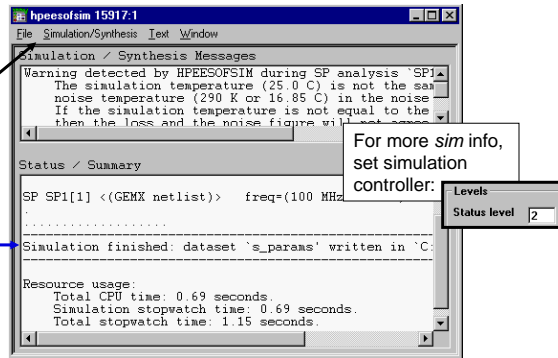 hpeesofsim 15917:1
File Simulation/Synthesis Text Window
Simulation / Synthesis Messages
Warning detected by HPEESOFSIM during SP analysis `SP1
The simulation temperature (25.0 C) is not the sam
noise temperature (290 K or 16.85 C) in the noise
If the simulation temperature is not equal to the
then the loss and the noise figure will not agree
For more sim info,
set simulation
controller:
Levels
Status level 2
Status / Summary
SP SP1[1] <(GEMX netlist)> freq=(100 MHz
.
...................
Simulation finished: dataset `s_params' written in `C:
Resource usage:
Total CPU time: 0.69 seconds.
Simulation stopwatch time: 0.69 seconds.
Total stopwatch time: 1.15 seconds.